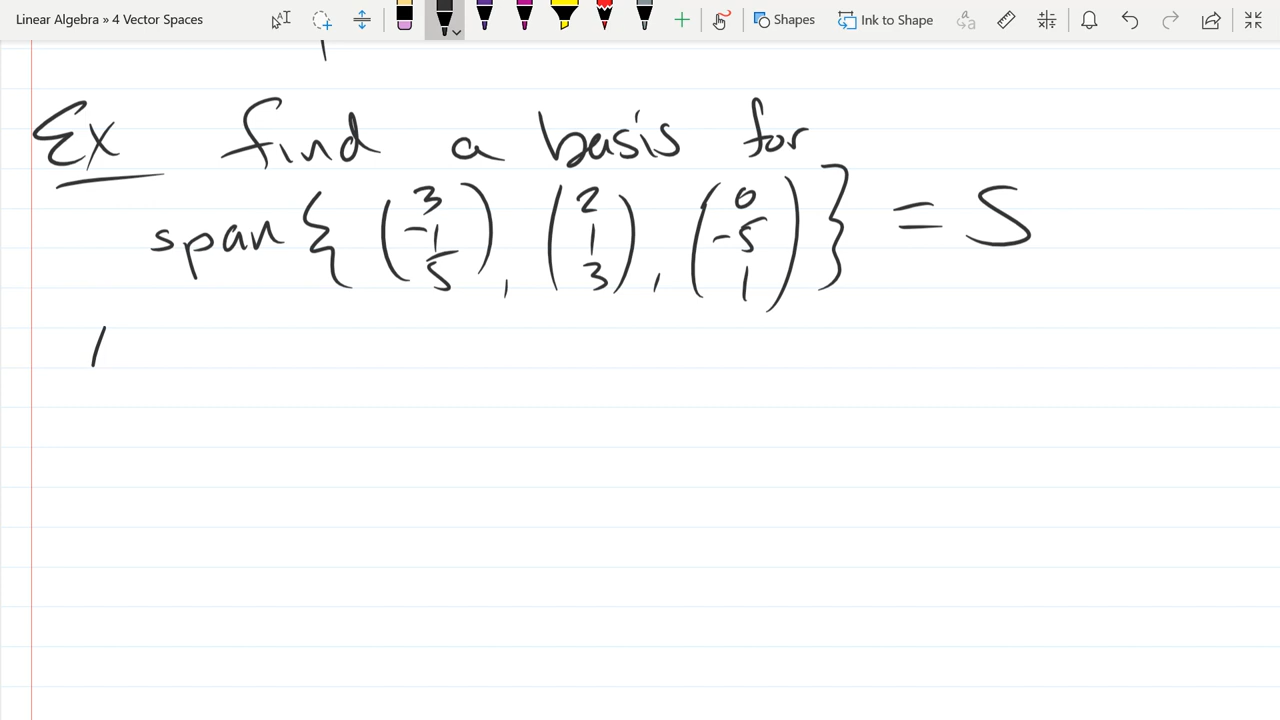 Linear Algebra » 4 Vector Spaces Shapes Ink to Shape
Ex find a basis for
span{ (3 -1 5), (2 1 3), (0 -5 1) } = S